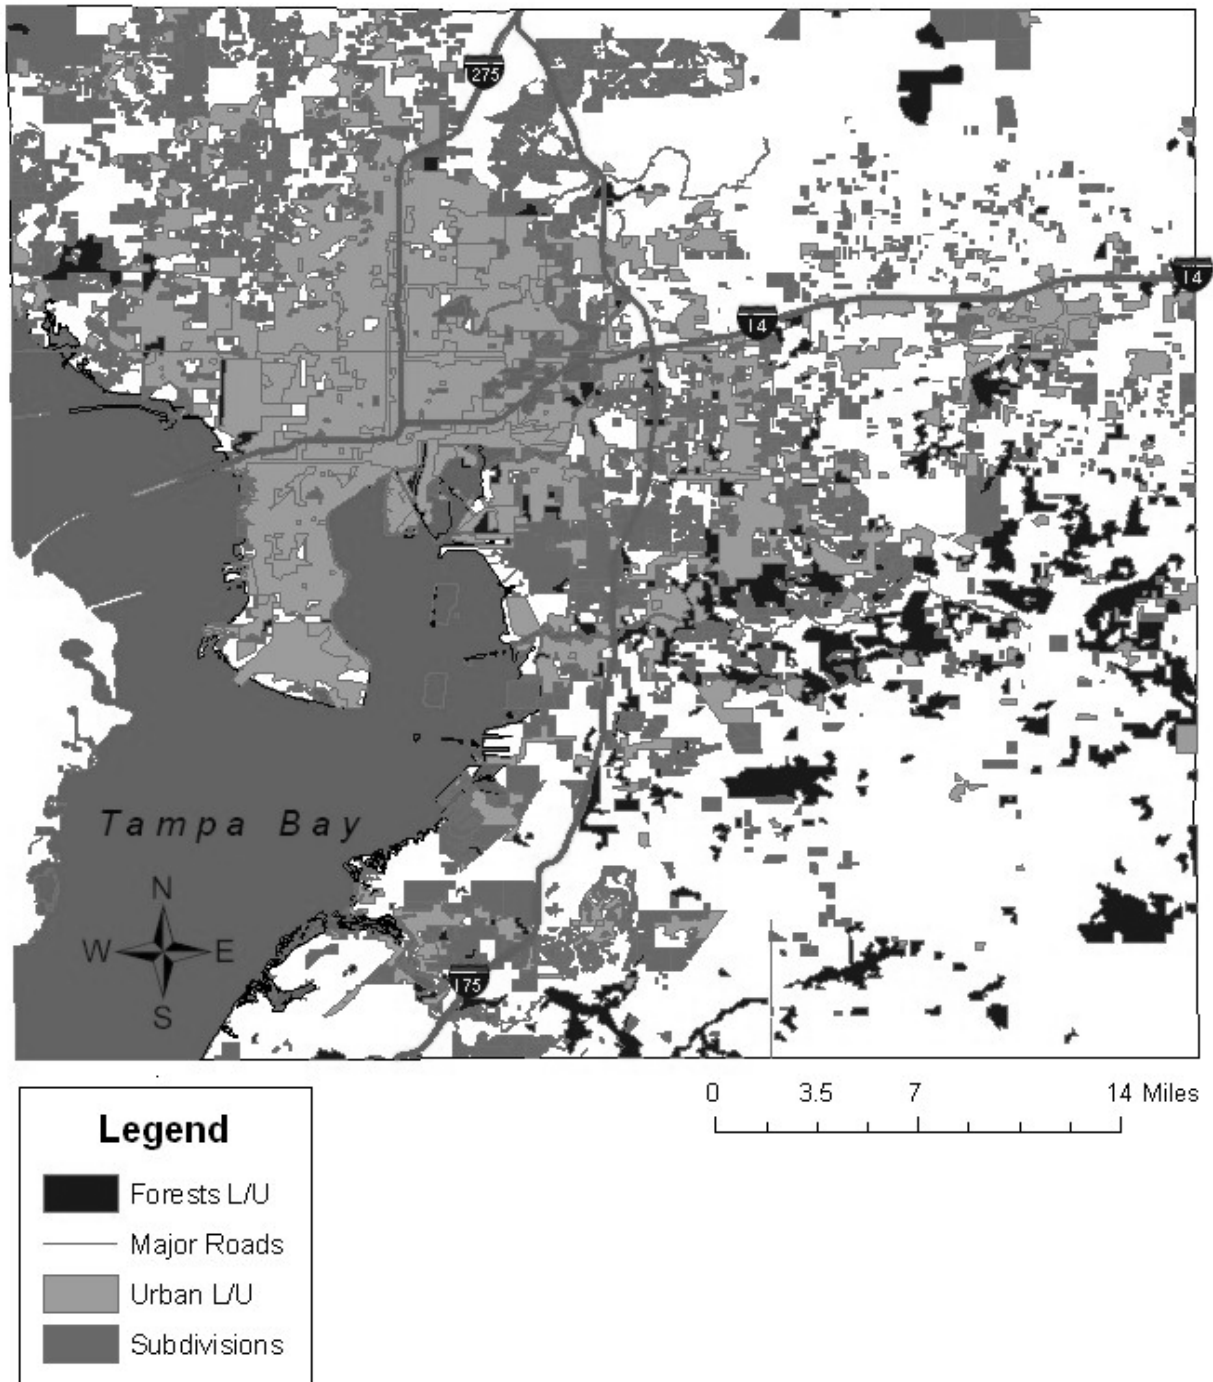 275
14
14
Tampa Bay
N
W E
S
175
0 3.5 7 14 Miles
Legend
Forests L/U
Major Roads
Urban L/U
Subdivisions